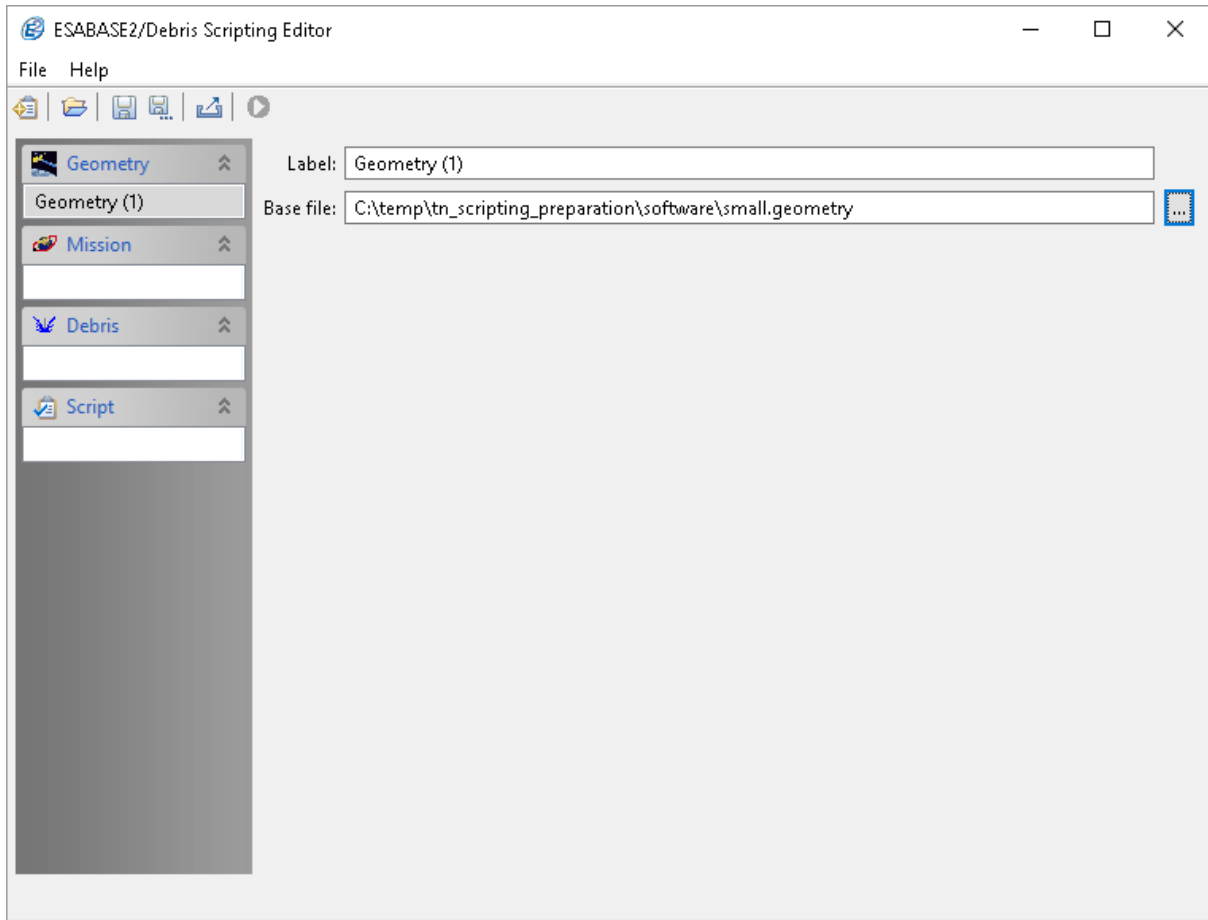 ESABASE2/Debris Scripting Editor
File Help
Geometry
Geometry (1)
Mission
Debris
Script
Label: Geometry (1)
Base file: C:\temp\tn_scripting_preparation\software\small.geometry ...